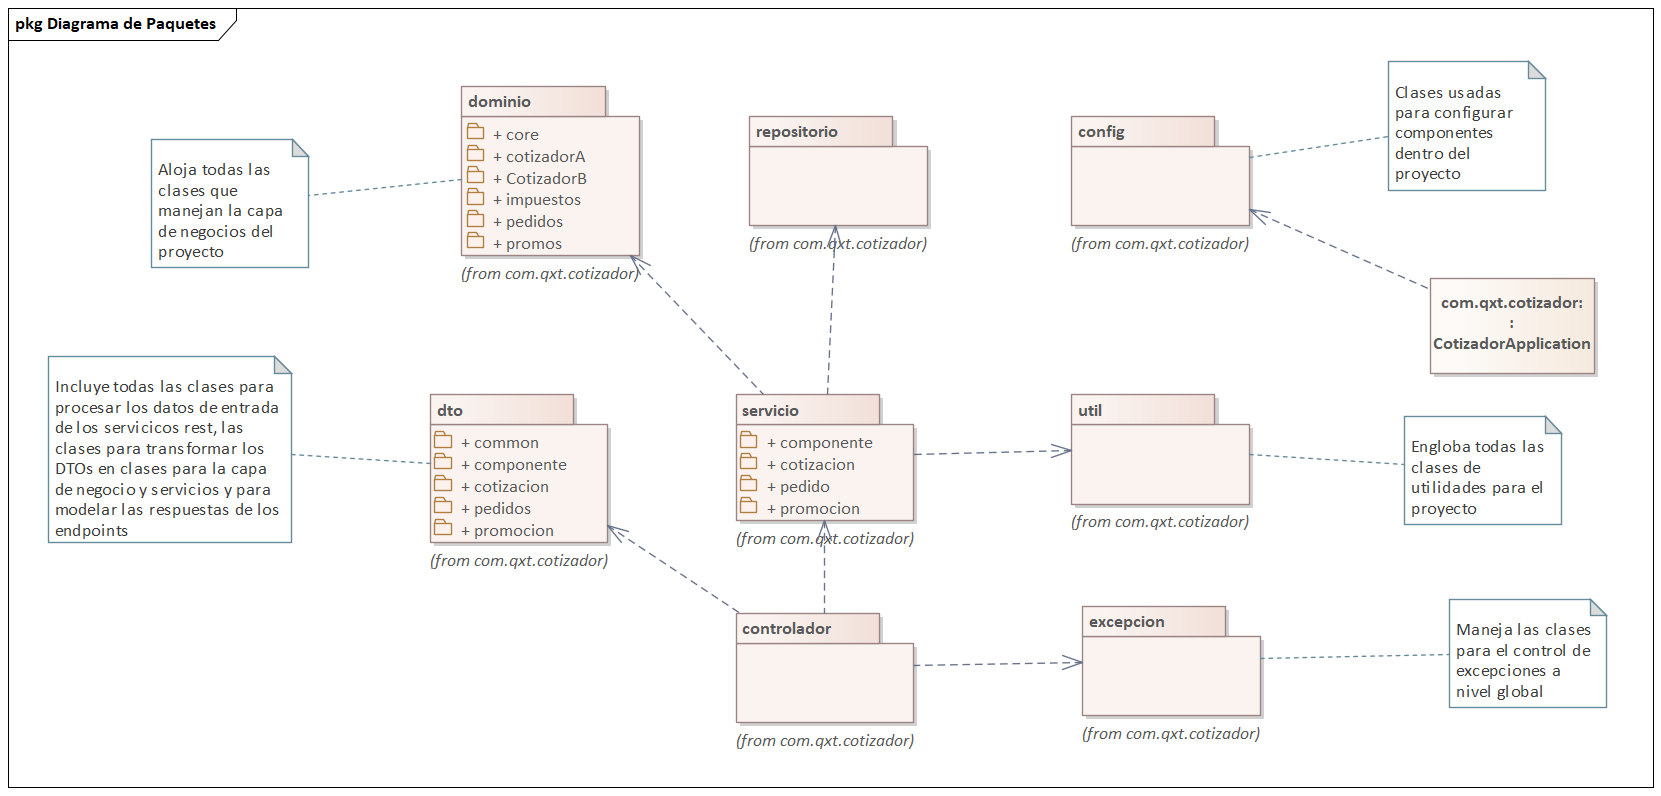 pkg Diagrama de Paquetes
dominio
+ core
+ cotizadorA
+ CotizadorB
+ impuestos
+ pedidos
+ promos
(from com.qxt.cotizador)
Aloja todas las
clases que
manejan la capa
de negocios del
proyecto
repositorio
(from com.qxt.cotizador)
config
(from com.qxt.cotizador)
Clases usadas
para configurar
componentes
dentro del
proyecto
com.qxt.cotizador:
:
CotizadorApplication
Incluye todas las clases para
procesar los datos de entrada
de los servicicos rest, las
clases para transformar los
DTOs en clases para la capa
de negocio y servicios y para
modelar las respuestas de los
endpoints
dto
+ common
+ componente
+ cotizacion
+ pedidos
+ promocion
(from com.qxt.cotizador)
servicio
+ componente
+ cotizacion
+ pedido
+ promocion
(from com.qxt.cotizador)
util
(from com.qxt.cotizador)
Engloba todas las
clases de
utilidades para el
proyecto
controlador
(from com.qxt.cotizador)
excepcion
(from com.qxt.cotizador)
Maneja las clases
para el control de
excepciones a
nivel global